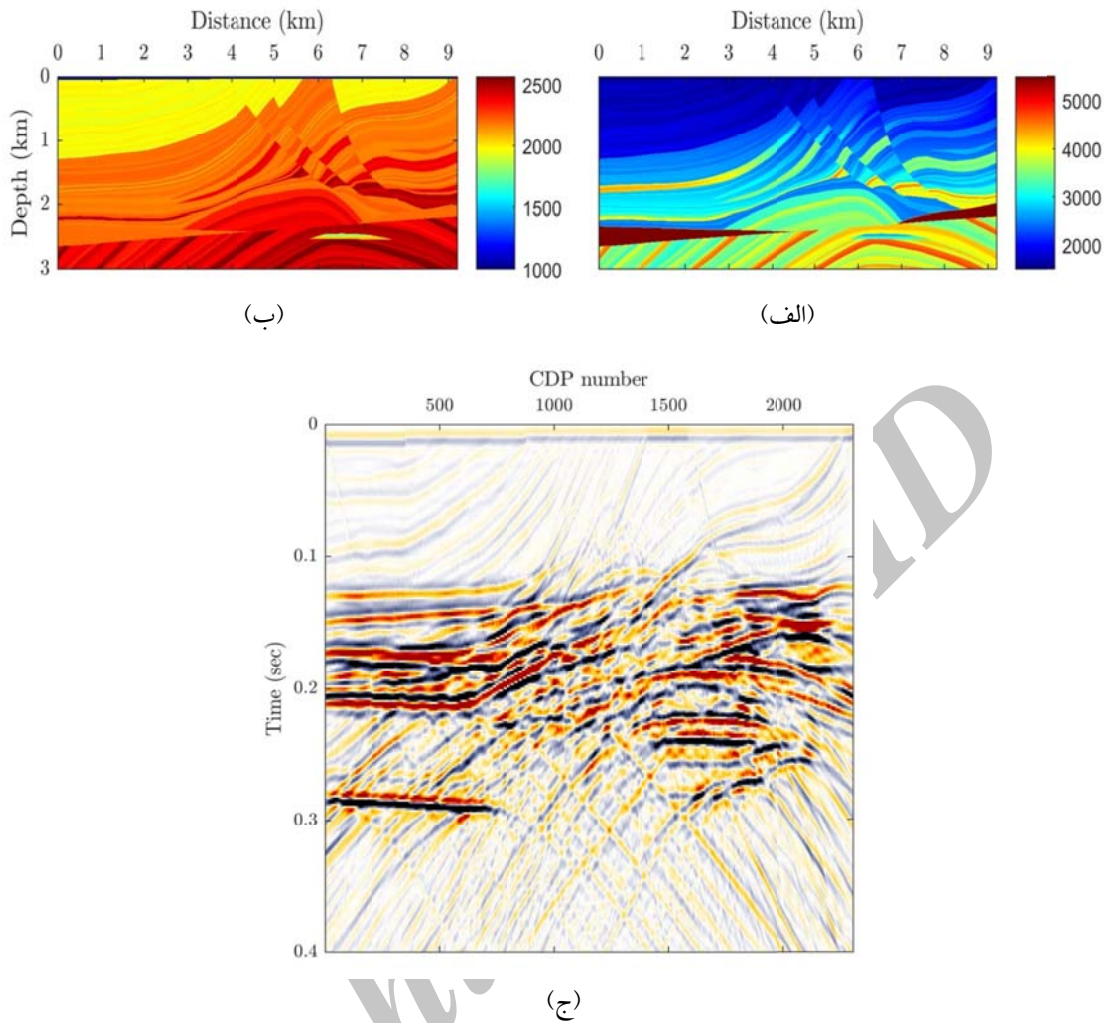 Distance (km)
0 1 2 3 4 5 6 7 8 9
0
1
2
3
Depth (km)
2500
2000
1500
1000
(ب)
Distance (km)
0 1 2 3 4 5 6 7 8 9
5000
4000
3000
2000
(الف)
CDP number
500 1000 1500 2000
0
0.1
0.2
0.3
0.4
Time (sec)
(ج)